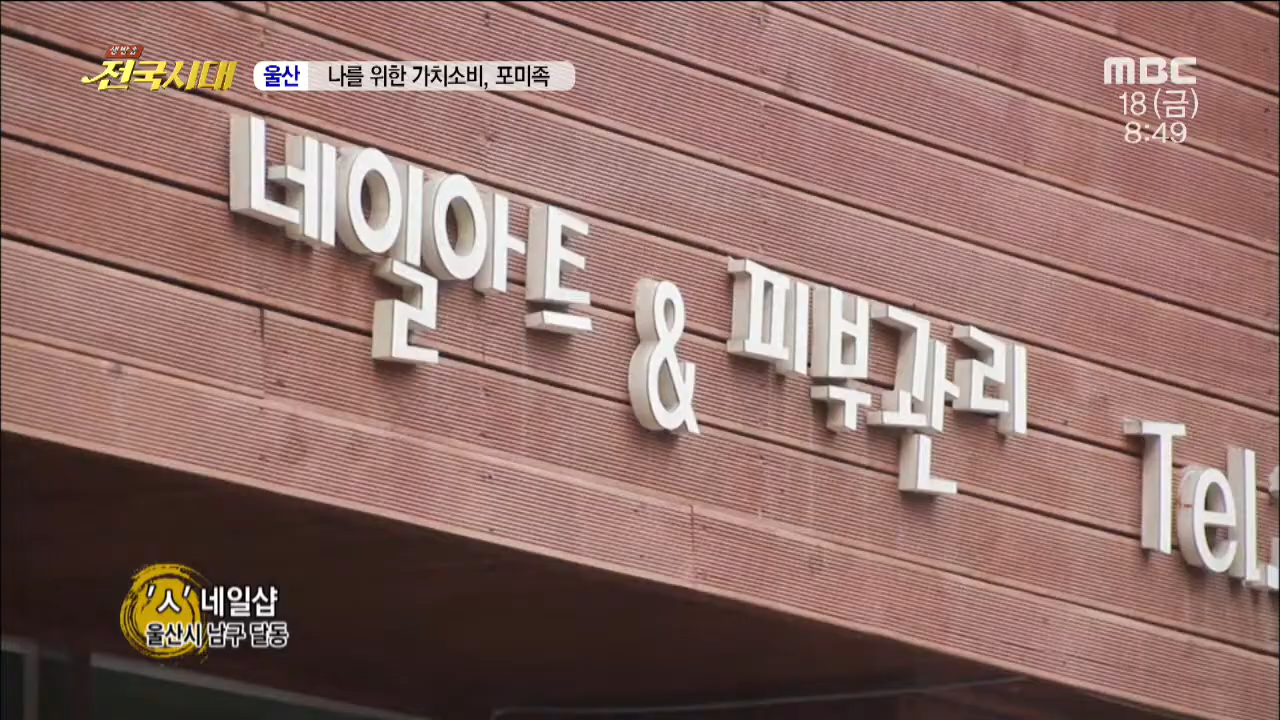 생방송
전국시대
울산 나를 위한 가치소비, 포미족
MBC
18(금)
8:49
네일아트 & 피부관리
Tel.
'ㅅ' 네일샵
울산시 남구 달동